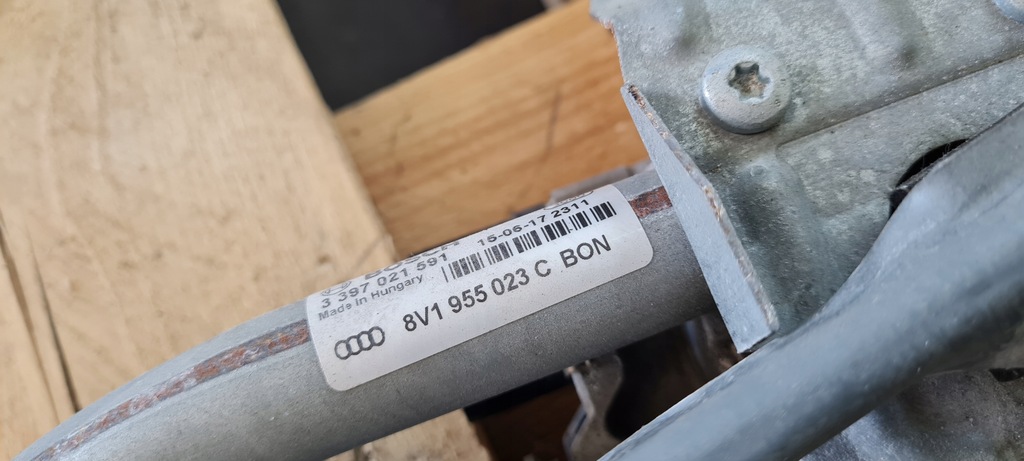 15-06-17 2311
3 397 021 591
Made in Hungary
8V1 955 023 C BON